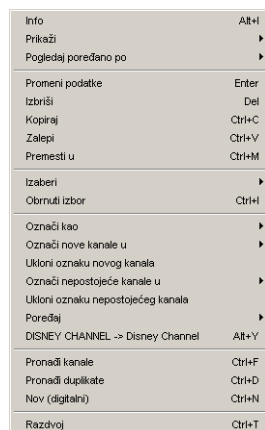 Info Alt+I
Prikaži
Pogledaj poređano po
Promeni podatke Enter
Izbriši Del
Kopiraj Ctrl+C
Zalepi Ctrl+V
Premesti u Ctrl+M
Izaberi
Obrnuti izbor Ctrl+I
Označi kao
Označi nove kanale u
Ukloni oznaku novog kanala
Označi nepostojeće kanale u
Ukloni oznaku nepostojećeg kanala
Poređaj
DISNEY CHANNEL -> Disney Channel Alt+Y
Pronađi kanale Ctrl+F
Pronađi duplikate Ctrl+D
Nov (digitalni) Ctrl+N
Razdvoj Ctrl+T